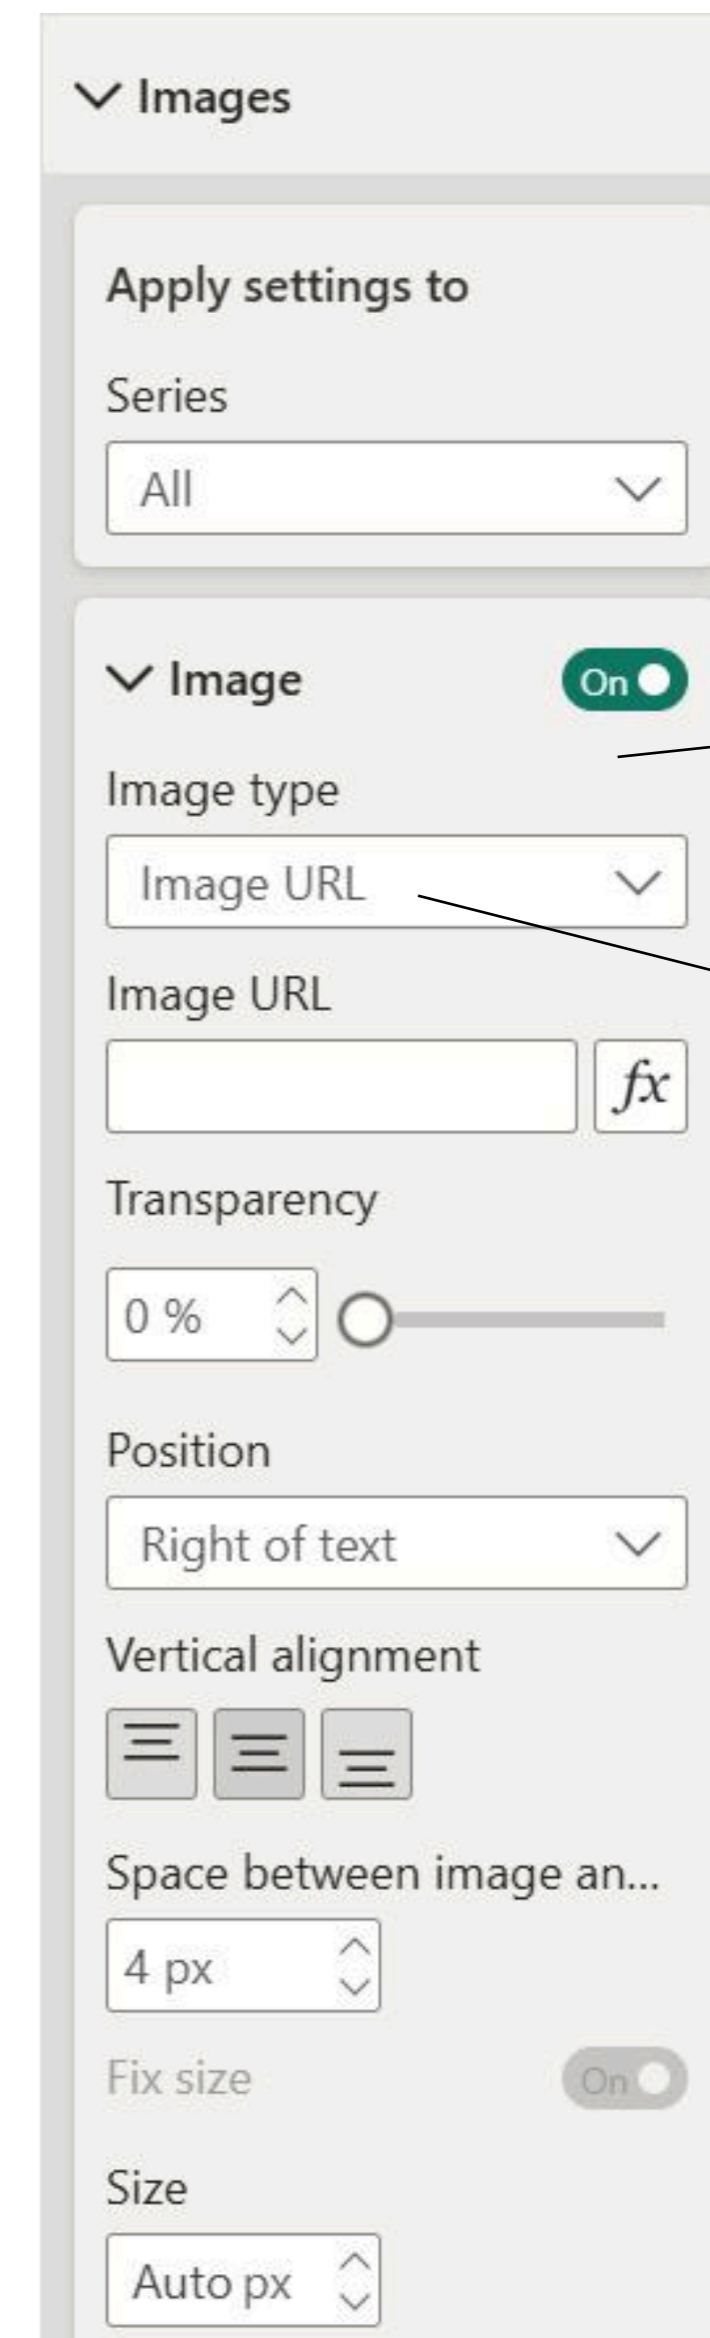 Images
Apply settings to
Series
All
Image On
Image type
Image URL
Image URL
fx
Transparency
0 %
Position
Right of text
Vertical alignment
Space between image an...
4 px
Fix size On
Size
Auto px